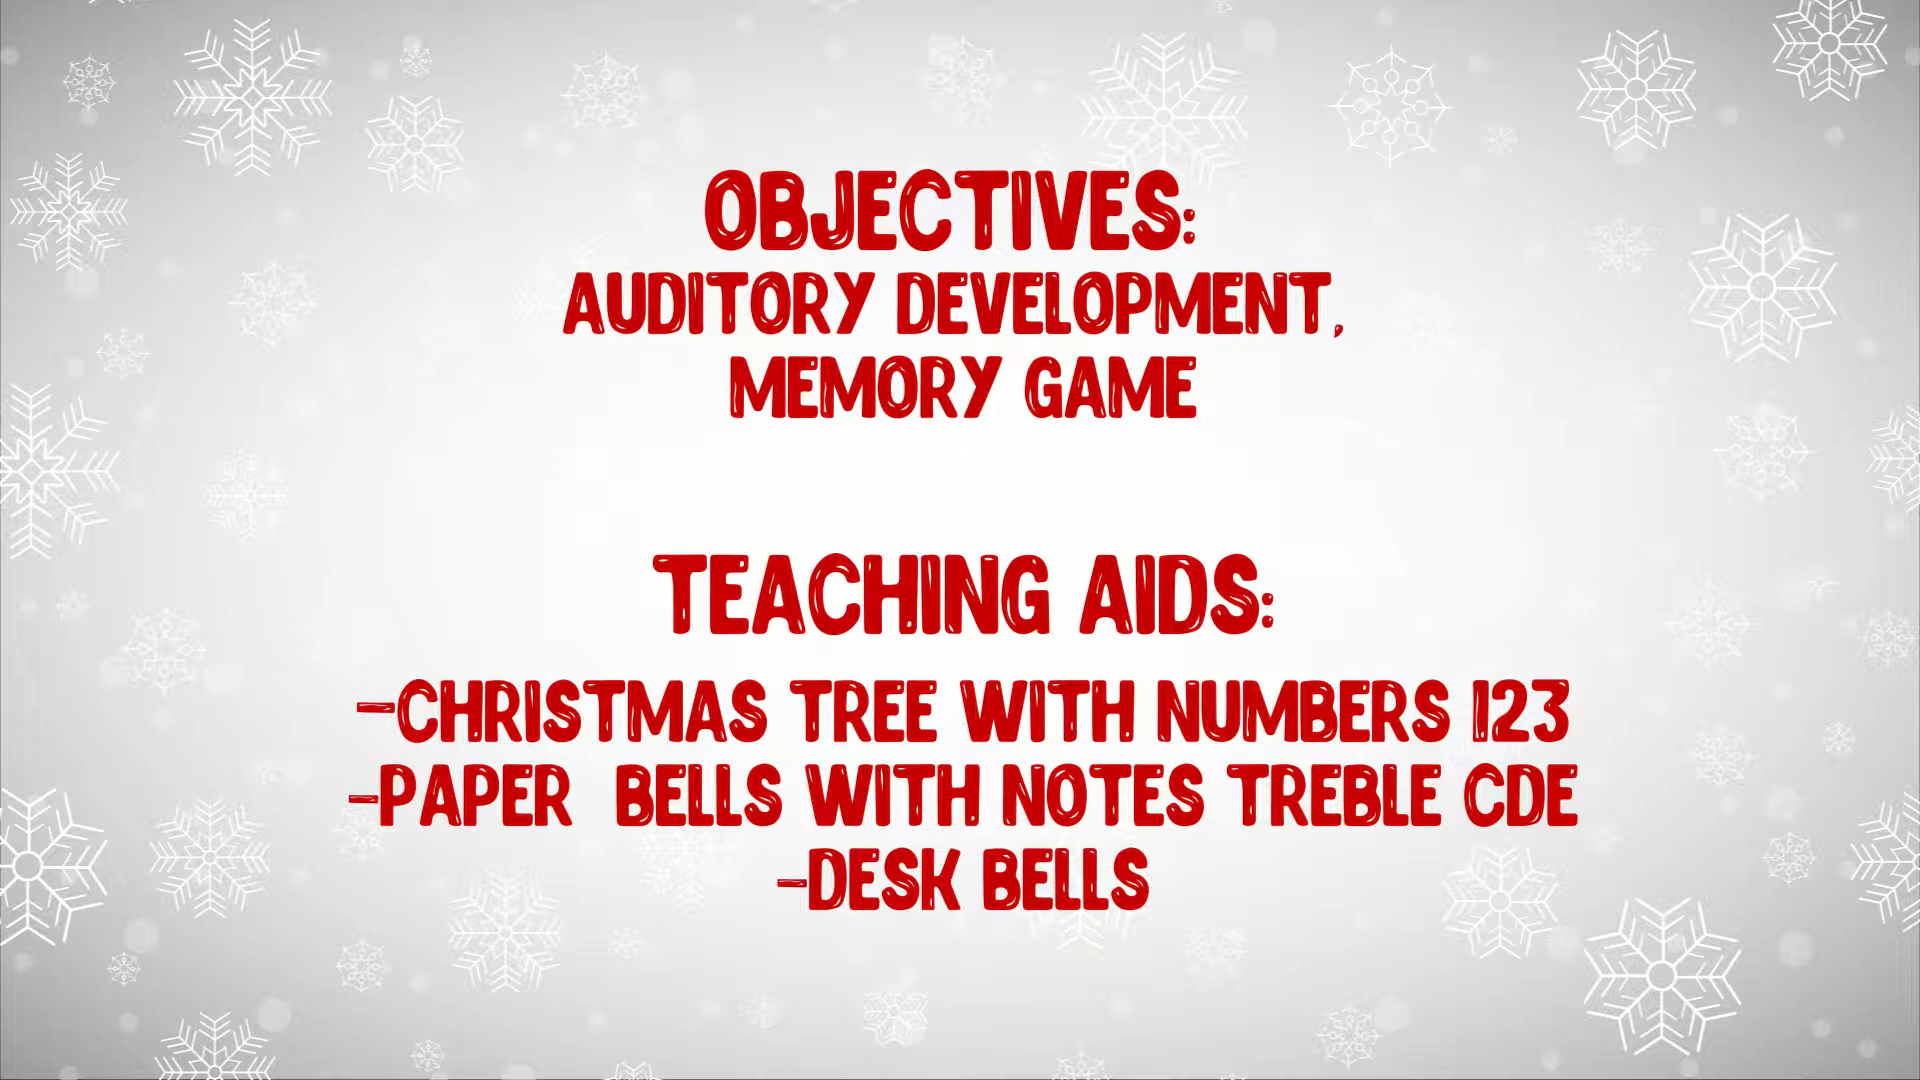 OBJECTIVES:
AUDITORY DEVELOPMENT,
MEMORY GAME
TEACHING AIDS:
-CHRISTMAS TREE WITH NUMBERS 123
-PAPER BELLS WITH NOTES TREBLE CDE
-DESK BELLS